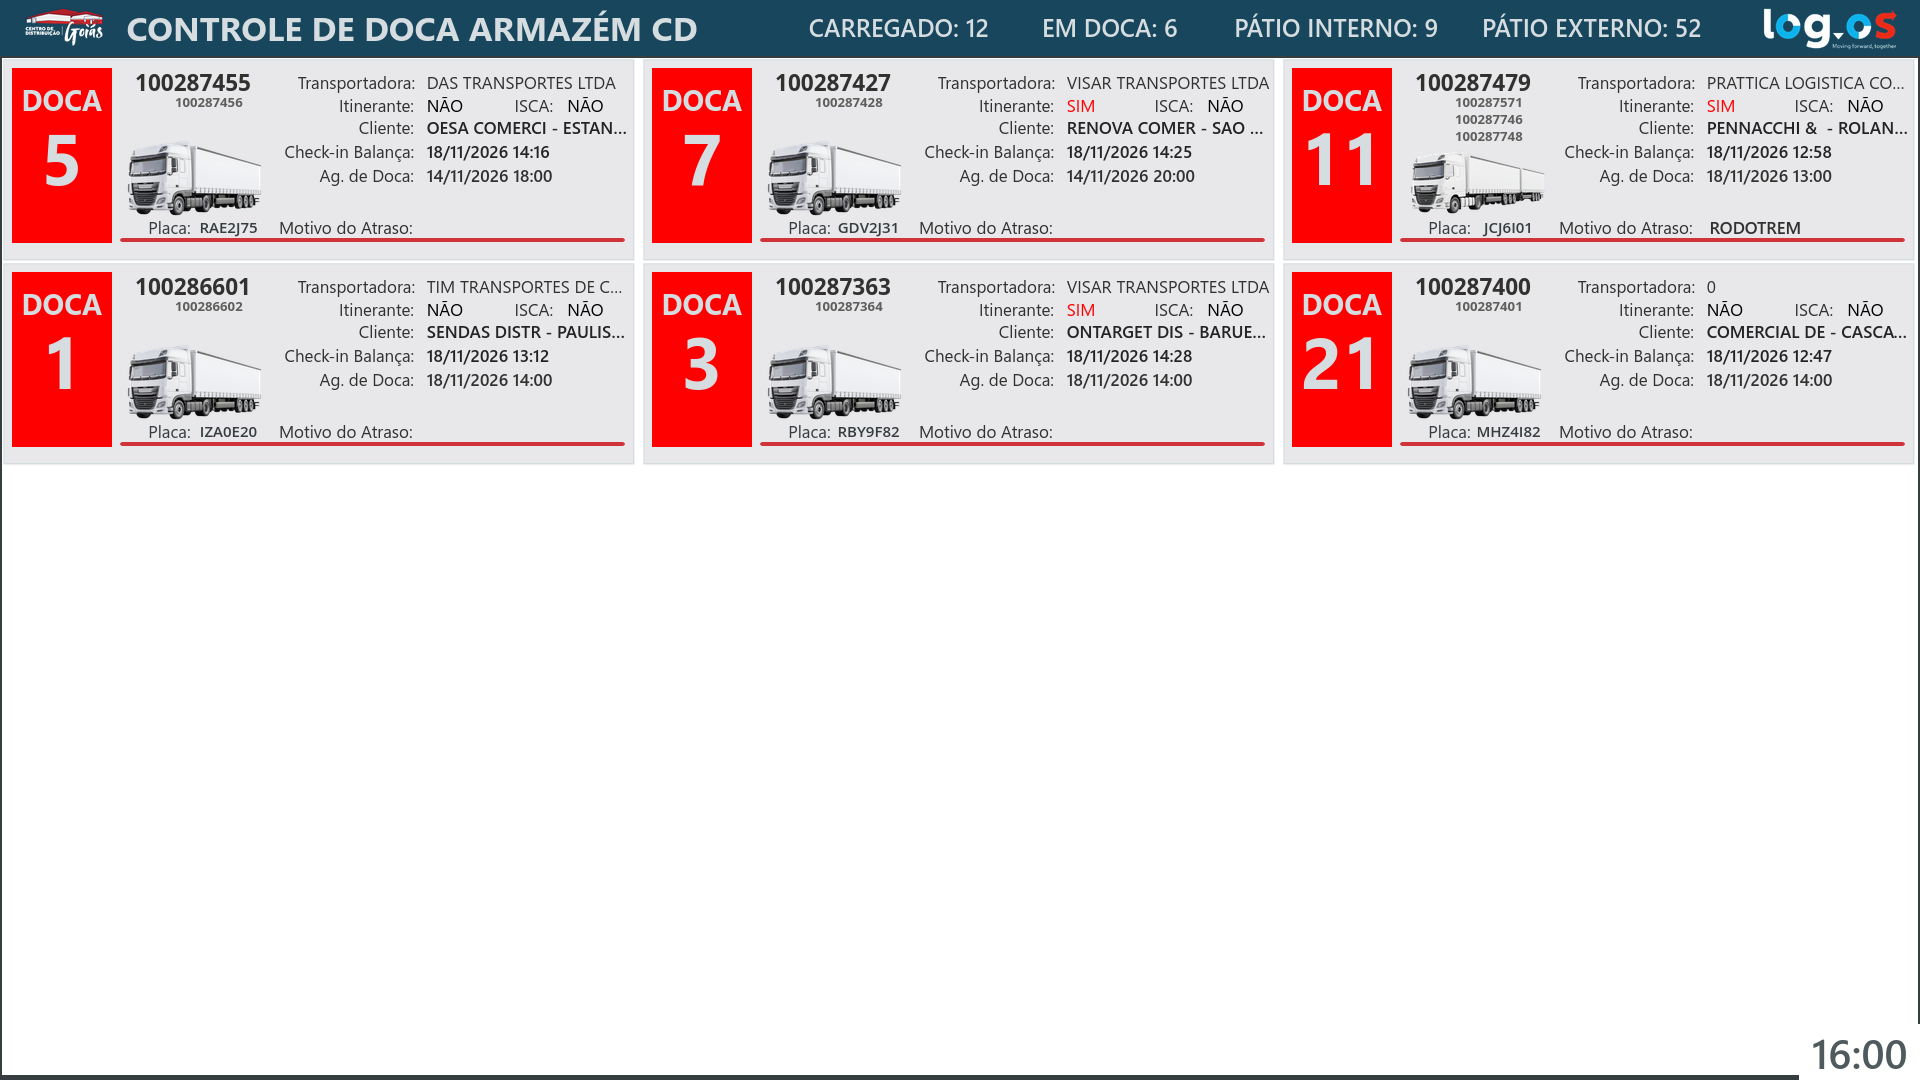 CENTRO DE DISTRIBUIÇÃO Goiás
CONTROLE DE DOCA ARMAZÉM CD
CARREGADO: 12
EM DOCA: 6
PÁTIO INTERNO: 9
PÁTIO EXTERNO: 52
log.os
Moving forward, together
DOCA
5
100287455
100287456
Transportadora: DAS TRANSPORTES LTDA
Itinerante: NÃO ISCA: NÃO
Cliente: OESA COMERCI - ESTAN...
Check-in Balança: 18/11/2026 14:16
Ag. de Doca: 14/11/2026 18:00
Placa: RAE2J75 Motivo do Atraso:
DOCA
7
100287427
100287428
Transportadora: VISAR TRANSPORTES LTDA
Itinerante: SIM ISCA: NÃO
Cliente: RENOVA COMER - SAO ...
Check-in Balança: 18/11/2026 14:25
Ag. de Doca: 14/11/2026 20:00
Placa: GDV2J31 Motivo do Atraso:
DOCA
11
100287479
100287571
100287746
100287748
Transportadora: PRATTICA LOGISTICA CO...
Itinerante: SIM ISCA: NÃO
Cliente: PENNACCHI & - ROLAN...
Check-in Balança: 18/11/2026 12:58
Ag. de Doca: 18/11/2026 13:00
Placa: JCJ6I01 Motivo do Atraso: RODOTREM
DOCA
1
100286601
100286602
Transportadora: TIM TRANSPORTES DE C...
Itinerante: NÃO ISCA: NÃO
Cliente: SENDAS DISTR - PAULIS...
Check-in Balança: 18/11/2026 13:12
Ag. de Doca: 18/11/2026 14:00
Placa: IZA0E20 Motivo do Atraso:
DOCA
3
100287363
100287364
Transportadora: VISAR TRANSPORTES LTDA
Itinerante: SIM ISCA: NÃO
Cliente: ONTARGET DIS - BARUE...
Check-in Balança: 18/11/2026 14:28
Ag. de Doca: 18/11/2026 14:00
Placa: RBY9F82 Motivo do Atraso:
DOCA
21
100287400
100287401
Transportadora: 0
Itinerante: NÃO ISCA: NÃO
Cliente: COMERCIAL DE - CASCA...
Check-in Balança: 18/11/2026 12:47
Ag. de Doca: 18/11/2026 14:00
Placa: MHZ4I82 Motivo do Atraso:
16:00